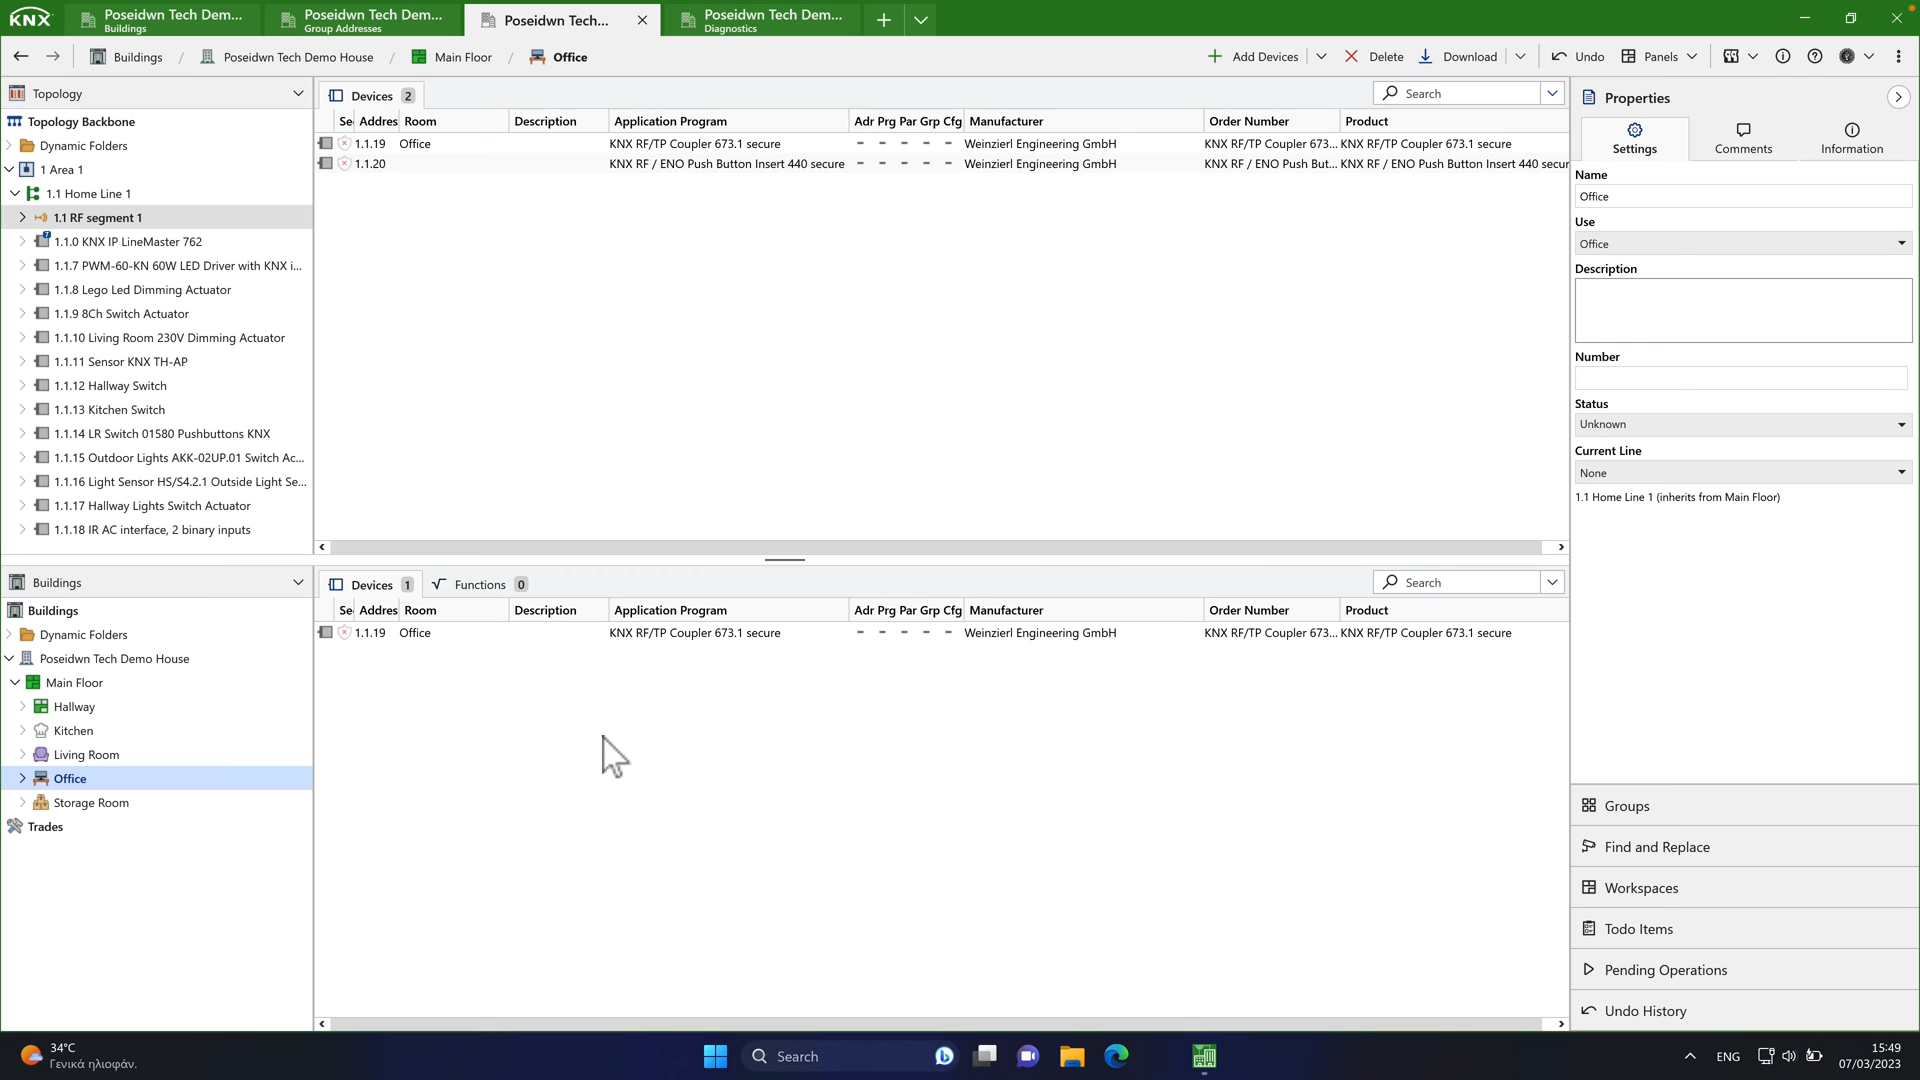 KNX
Poseidwn Tech Dem...
Buildings
Poseidwn Tech Dem...
Group Addresses
Poseidwn Tech...
Poseidwn Tech Dem...
Diagnostics
Buildings / Poseidwn Tech Demo House / Main Floor / Office
Add Devices
Delete
Download
Undo
Panels
Topology
Topology Backbone
Dynamic Folders
1 Area 1
1.1 Home Line 1
1.1 RF segment 1
1.1.0 KNX IP LineMaster 762
1.1.7 PWM-60-KN 60W LED Driver with KNX i...
1.1.8 Lego Led Dimming Actuator
1.1.9 8Ch Switch Actuator
1.1.10 Living Room 230V Dimming Actuator
1.1.11 Sensor KNX TH-AP
1.1.12 Hallway Switch
1.1.13 Kitchen Switch
1.1.14 LR Switch 01580 Pushbuttons KNX
1.1.15 Outdoor Lights AKK-02UP.01 Switch Ac...
1.1.16 Light Sensor HS/S4.2.1 Outside Light Se...
1.1.17 Hallway Lights Switch Actuator
1.1.18 IR AC interface, 2 binary inputs
Devices 2
Search
Se Addres Room Description Application Program Adr Prg Par Grp Cfg Manufacturer Order Number Product
1.1.19 Office KNX RF/TP Coupler 673.1 secure - - - - - Weinzierl Engineering GmbH KNX RF/TP Coupler 673... KNX RF/TP Coupler 673.1 secure
1.1.20 KNX RF / ENO Push Button Insert 440 secure - - - - - Weinzierl Engineering GmbH KNX RF / ENO Push But... KNX RF / ENO Push Button Insert 440 secur
Buildings
Buildings
Dynamic Folders
Poseidwn Tech Demo House
Main Floor
Hallway
Kitchen
Living Room
Office
Storage Room
Trades
Devices 1
Functions 0
Search
Se Addres Room Description Application Program Adr Prg Par Grp Cfg Manufacturer Order Number Product
1.1.19 Office KNX RF/TP Coupler 673.1 secure - - - - - Weinzierl Engineering GmbH KNX RF/TP Coupler 673... KNX RF/TP Coupler 673.1 secure
Properties
Settings
Comments
Information
Name
Office
Use
Office
Description
Number
Status
Unknown
Current Line
None
1.1 Home Line 1 (inherits from Main Floor)
Groups
Find and Replace
Workspaces
Todo Items
Pending Operations
Undo History
34°C
Γενικά ηλιοφάν.
Search
ENG
15:49
07/03/2023